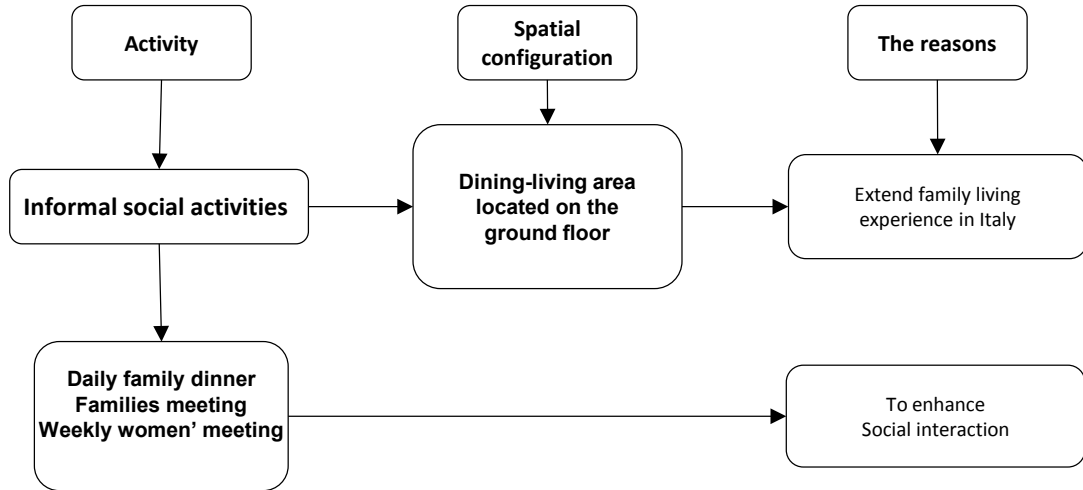 Activity
Spatial
configuration
The reasons
Informal social activities
Dining-living area
located on the
ground floor
Extend family living
experience in Italy
Daily family dinner
Families meeting
Weekly women’ meeting
To enhance
Social interaction